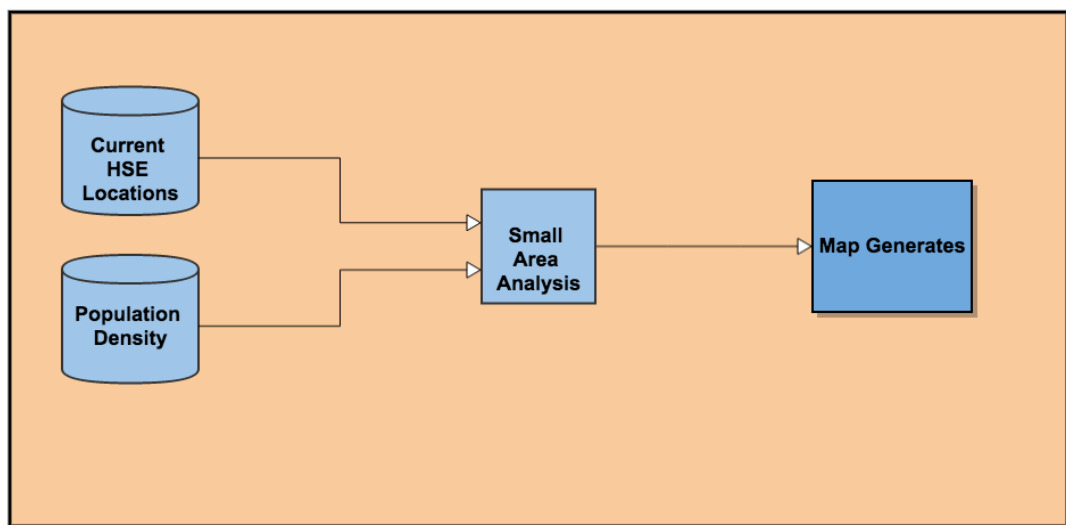 Current
HSE
Locations
Population
Density
Small
Area
Analysis
Map Generates